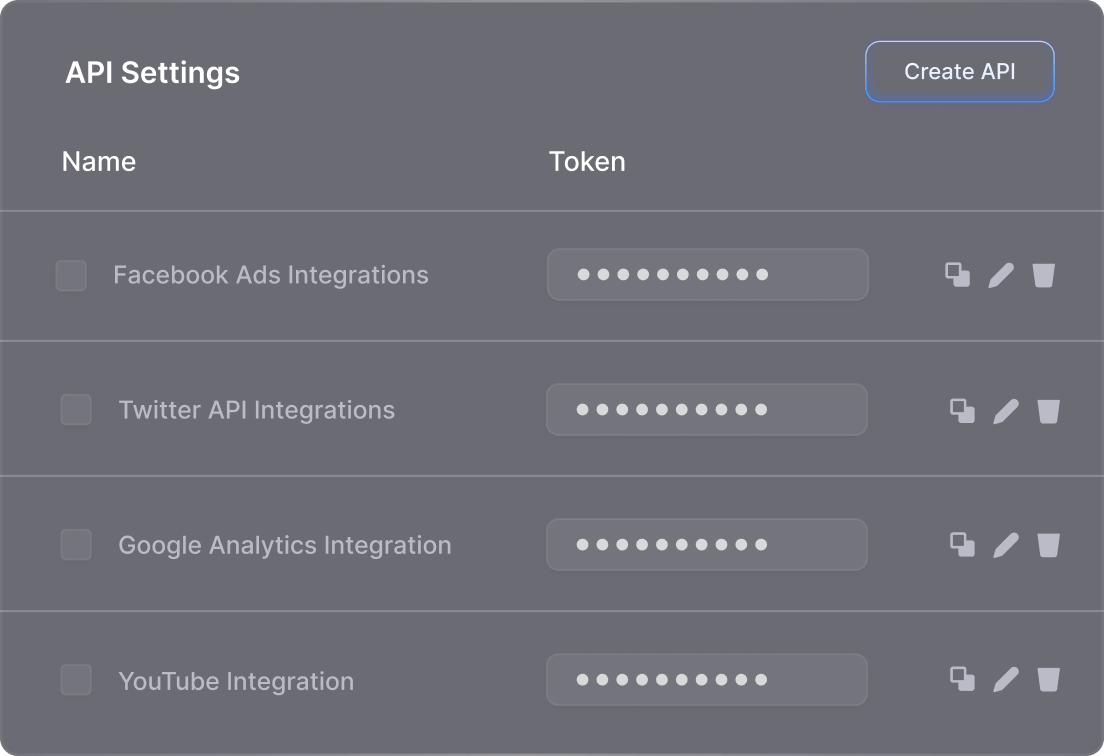 API Settings
Create API
Name
Token
Facebook Ads Integrations
Twitter API Integrations
Google Analytics Integration
YouTube Integration